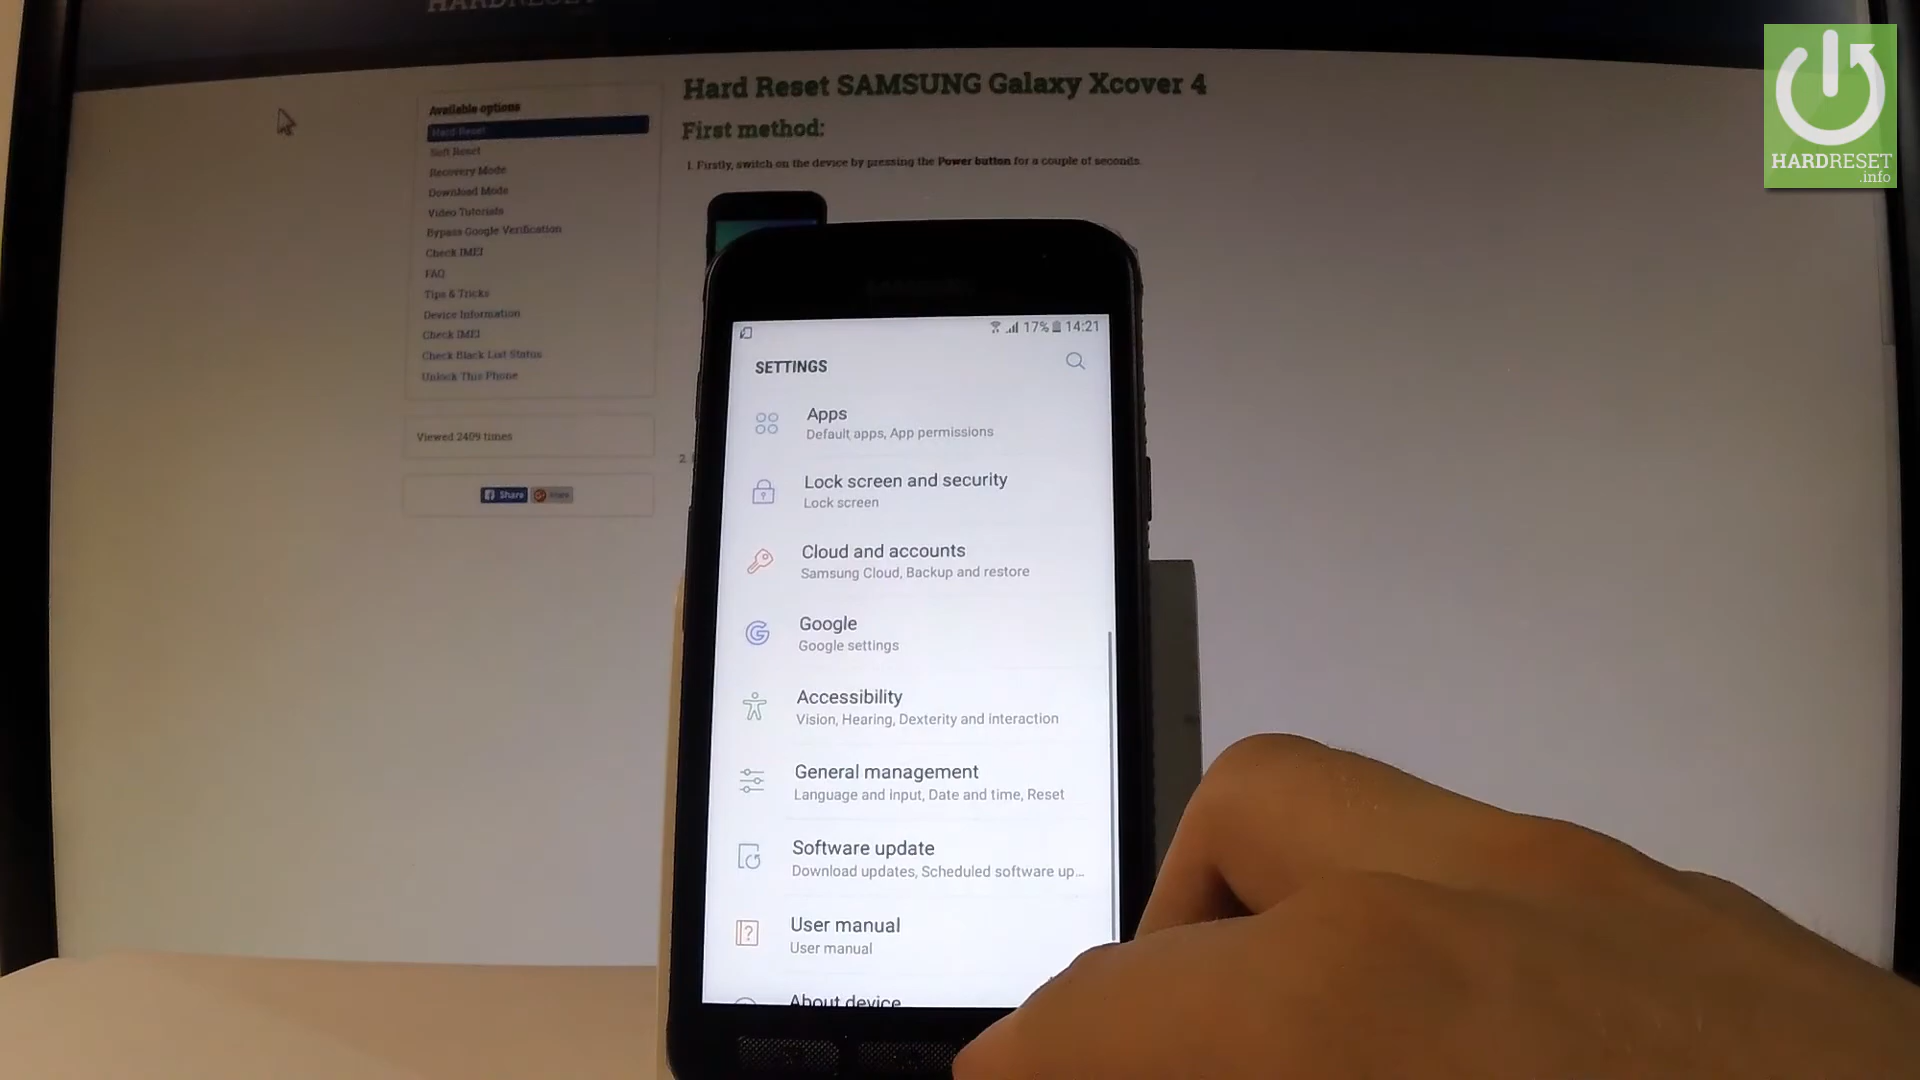 HARDRESET
Hard Reset SAMSUNG Galaxy Xcover 4
First method:
1. Firstly, switch on the device by pressing the Power button for a couple of seconds.
2.
Available options
Hard Reset
Soft Reset
Recovery Mode
Download Mode
Video Tutorials
Bypass Google Verification
Check IMEI
FAQ
Tips & Tricks
Device Information
Check IMEI
Check Black List Status
Unlock This Phone
Viewed 2409 times
Share
Share
17% 14:21
SETTINGS
Apps
Default apps, App permissions
Lock screen and security
Lock screen
Cloud and accounts
Samsung Cloud, Backup and restore
Google
Google settings
Accessibility
Vision, Hearing, Dexterity and interaction
General management
Language and input, Date and time, Reset
Software update
Download updates, Scheduled software up...
User manual
User manual
About device
HARDRESET
.info